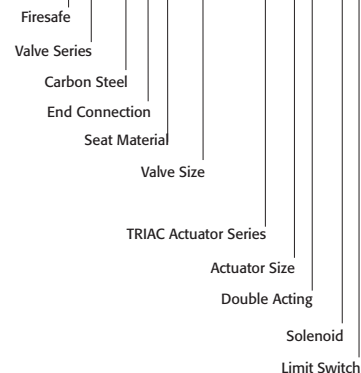 Firesafe
Valve Series
Carbon Steel
End Connection
Seat Material
Valve Size
TRIAC Actuator Series
Actuator Size
Double Acting
Solenoid
Limit Switch